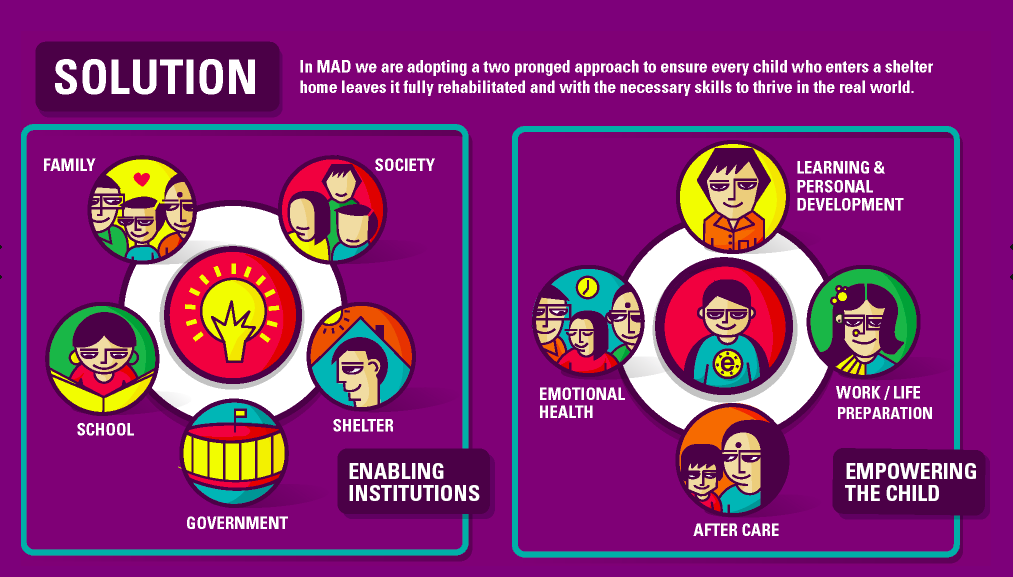 SOLUTION
In MAD we are adopting a two pronged approach to ensure every child who enters a shelter
home leaves it fully rehabilitated and with the necessary skills to thrive in the real world.
FAMILY
SOCIETY
SCHOOL
SHELTER
GOVERNMENT
ENABLING
INSTITUTIONS
LEARNING &
PERSONAL
DEVELOPMENT
EMOTIONAL
HEALTH
e
WORK / LIFE
PREPARATION
AFTER CARE
EMPOWERING
THE CHILD